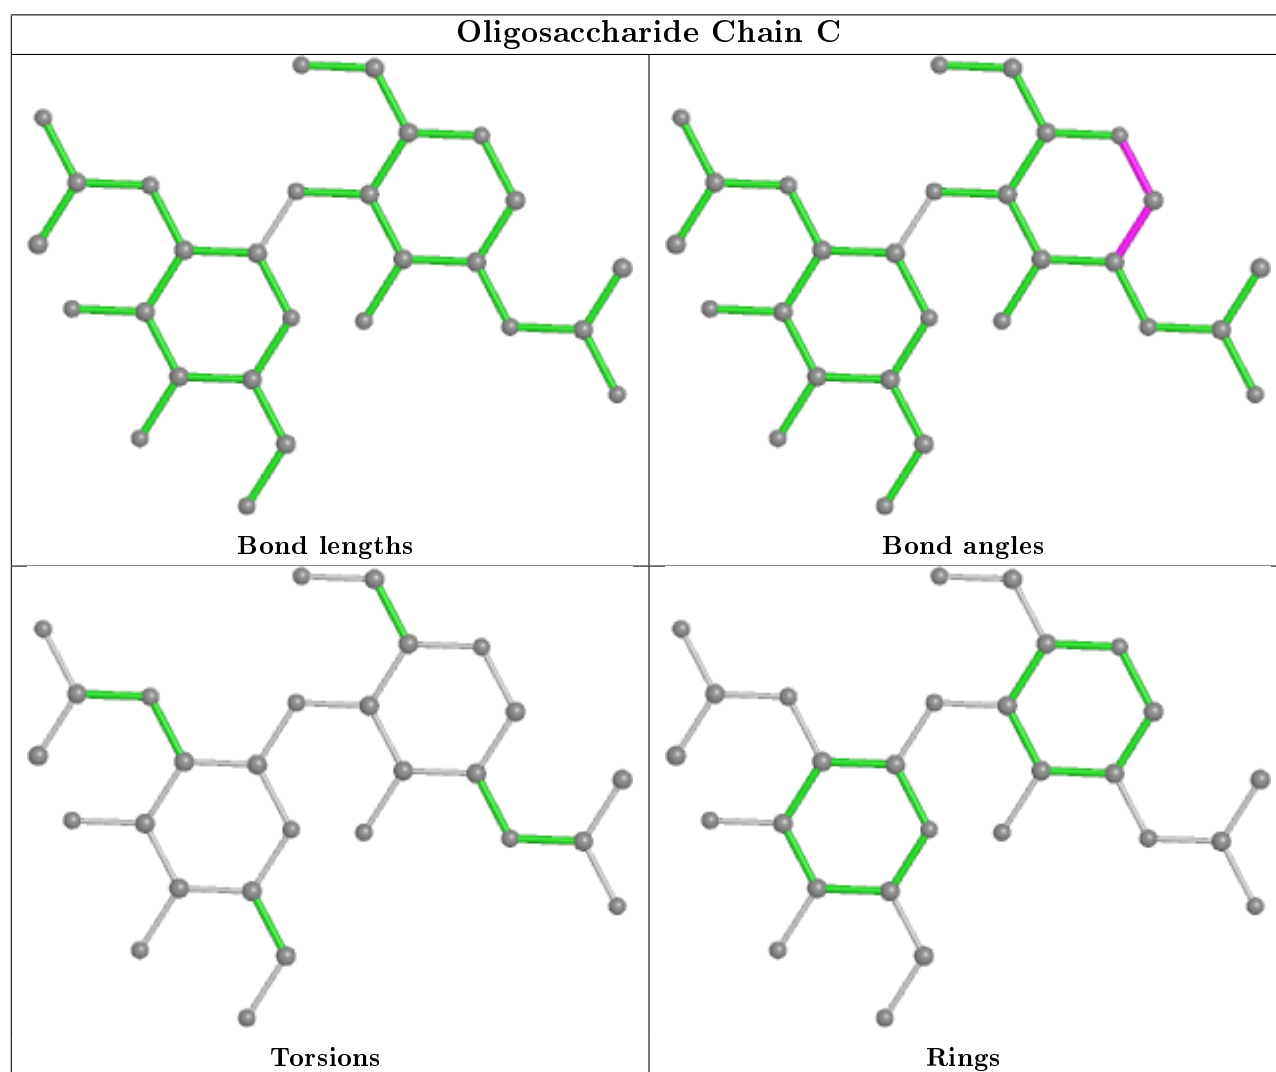 Oligosaccharide Chain C
Bond lengths
Bond angles
Torsions
Rings